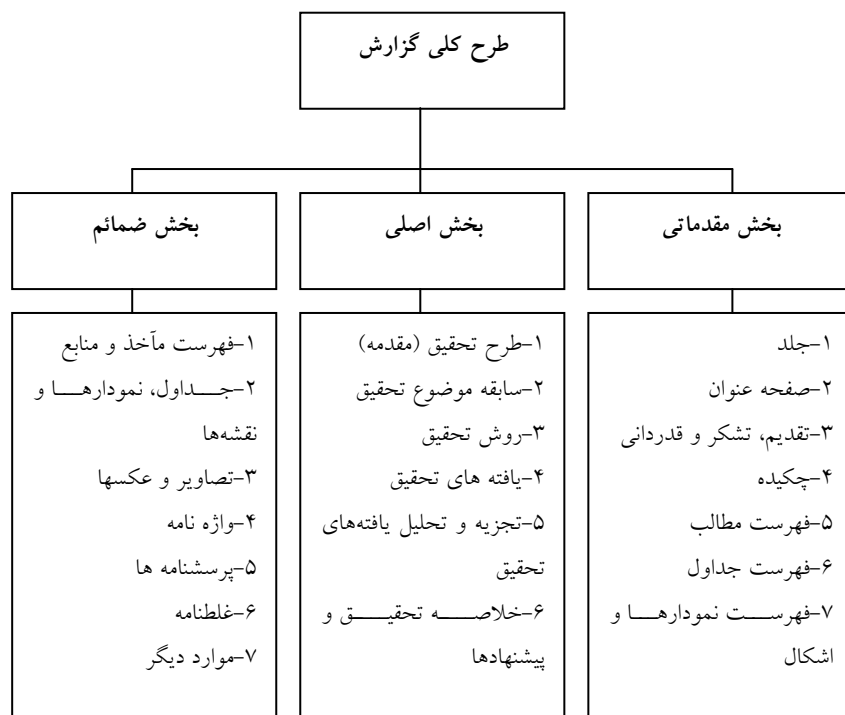 طرح کلی گزارش
بخش مقدماتی
۱-جلد
۲-صفحه عنوان
۳-تقدیم، تشکر و قدردانی
۴-چکیده
۵-فهرست مطالب
۶-فهرست جداول
۷-فهرست نمودارها و
اشکال
بخش اصلی
۱-طرح تحقیق (مقدمه)
۲-سابقه موضوع تحقیق
۳-روش تحقیق
۴-یافته های تحقیق
۵-تجزیه و تحلیل یافته‌های
تحقیق
۶-خلاصه تحقیق و
پیشنهادها
بخش ضمائم
۱-فهرست مآخذ و منابع
۲-جداول، نمودارها و
نقشه‌ها
۳-تصاویر و عکسها
۴-واژه نامه
۵-پرسشنامه ها
۶-غلطنامه
۷-موارد دیگر